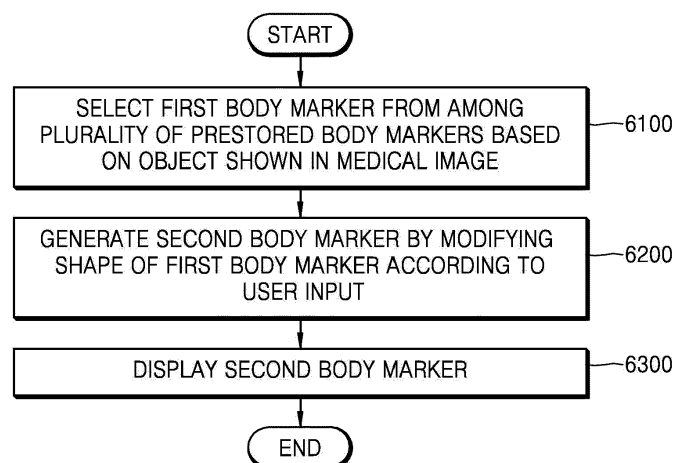 START
SELECT FIRST BODY MARKER FROM AMONG
PLURALITY OF PRESTORED BODY MARKERS BASED
ON OBJECT SHOWN IN MEDICAL IMAGE
6100
GENERATE SECOND BODY MARKER BY MODIFYING
SHAPE OF FIRST BODY MARKER ACCORDING TO
USER INPUT
6200
DISPLAY SECOND BODY MARKER
6300
END